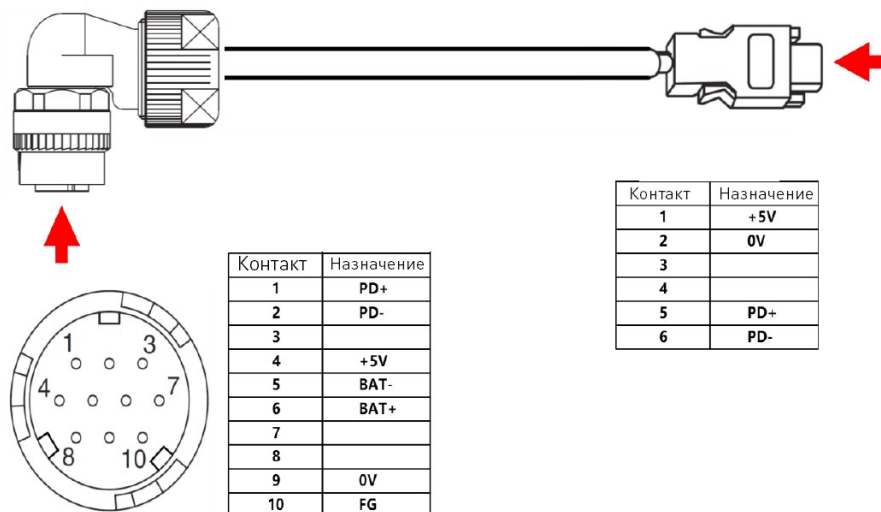 Контакт Назначение
1 +5V
2 0V
3
4
5 PD+
6 PD-
Контакт Назначение
1 PD+
2 PD-
3
4 +5V
5 BAT-
6 BAT+
7
8
9 0V
10 FG
1 3
4 7
8 10